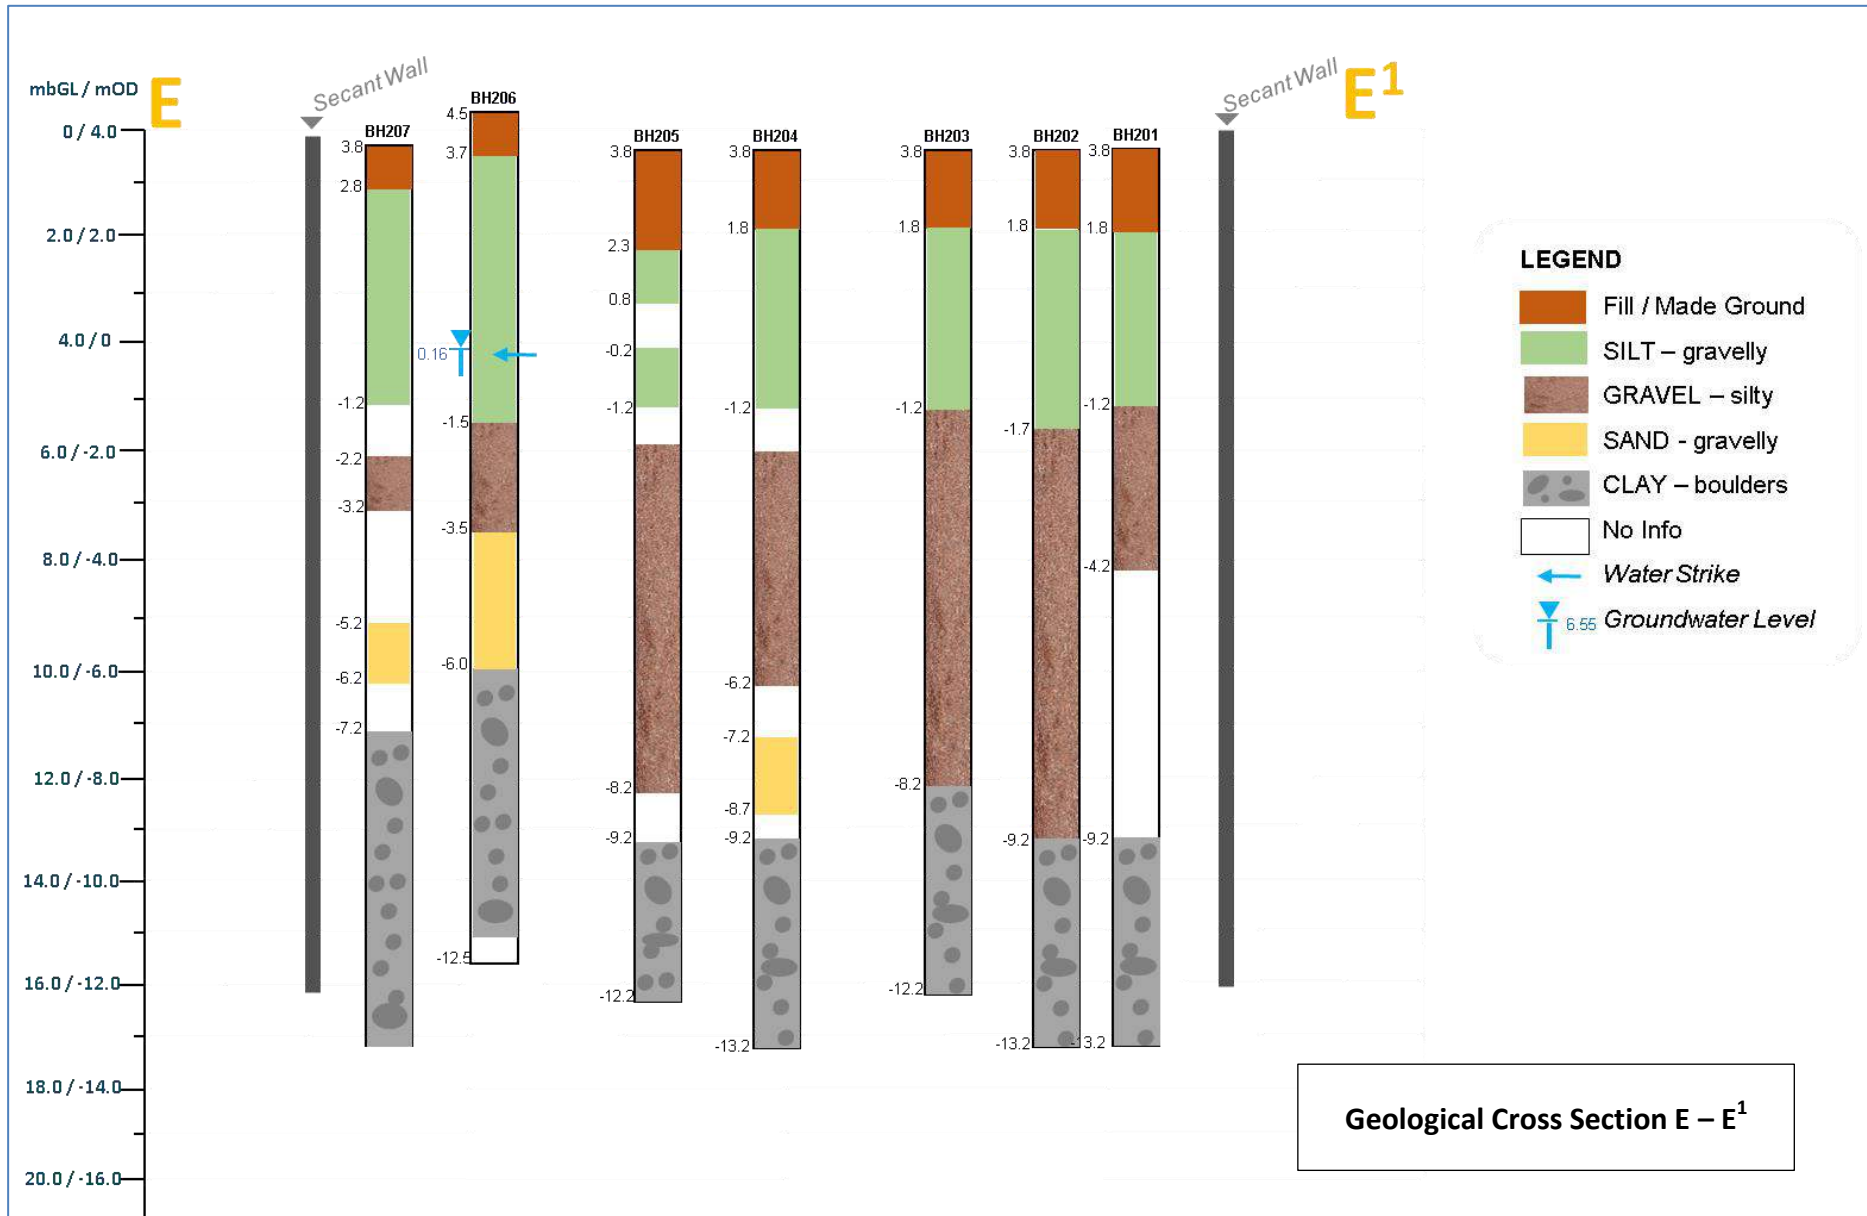 mbGL / mOD
E
Secant Wall
Secant Wall
E¹
0 / 4.0
2.0 / 2.0
4.0 / 0
6.0 / -2.0
8.0 / -4.0
10.0 / -6.0
12.0 / -8.0
14.0 / -10.0
16.0 / -12.0
18.0 / -14.0
20.0 / -16.0
BH207
3.8
2.8
-1.2
-2.2
-3.2
-5.2
-6.2
-7.2
BH206
4.5
3.7
0.16
-1.5
-3.5
-6.0
-12.5
BH205
3.8
2.3
0.8
-0.2
-1.2
-8.2
-9.2
-12.2
BH204
3.8
1.8
-1.2
-6.2
-7.2
-8.7
-9.2
-13.2
BH203
3.8
1.8
-1.2
-8.2
-12.2
BH202
3.8
1.8
-1.7
-9.2
-13.2
BH201
3.8
1.8
-1.2
-4.2
-9.2
-13.2
LEGEND
Fill / Made Ground
SILT – gravelly
GRAVEL – silty
SAND - gravelly
CLAY – boulders
No Info
Water Strike
6.55 Groundwater Level
Geological Cross Section E – E¹